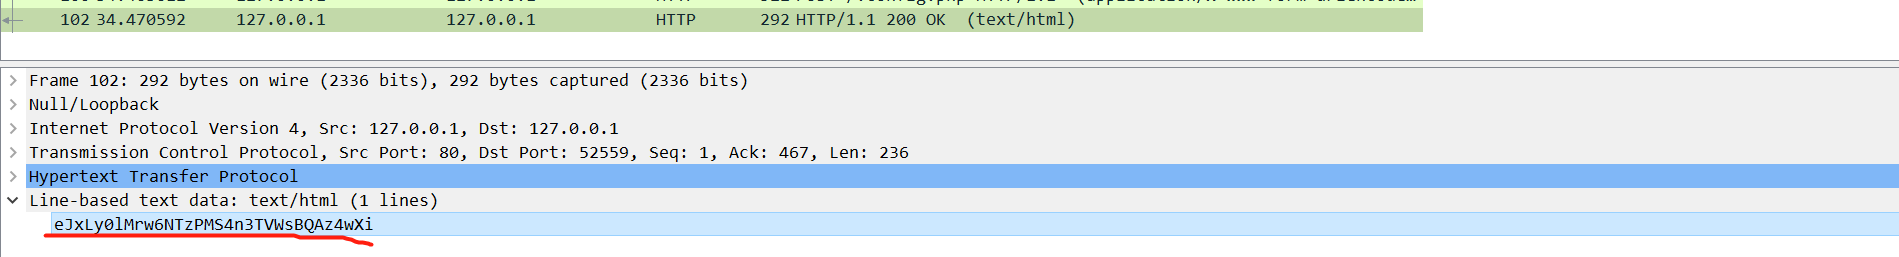 102 34.470592 127.0.0.1 127.0.0.1 HTTP 292 HTTP/1.1 200 OK (text/html)
Frame 102: 292 bytes on wire (2336 bits), 292 bytes captured (2336 bits)
Null/Loopback
Internet Protocol Version 4, Src: 127.0.0.1, Dst: 127.0.0.1
Transmission Control Protocol, Src Port: 80, Dst Port: 52559, Seq: 1, Ack: 467, Len: 236
Hypertext Transfer Protocol
Line-based text data: text/html (1 lines)
eJxLy0lMrw6NTzPMS4n3TVWsBQAz4wXi